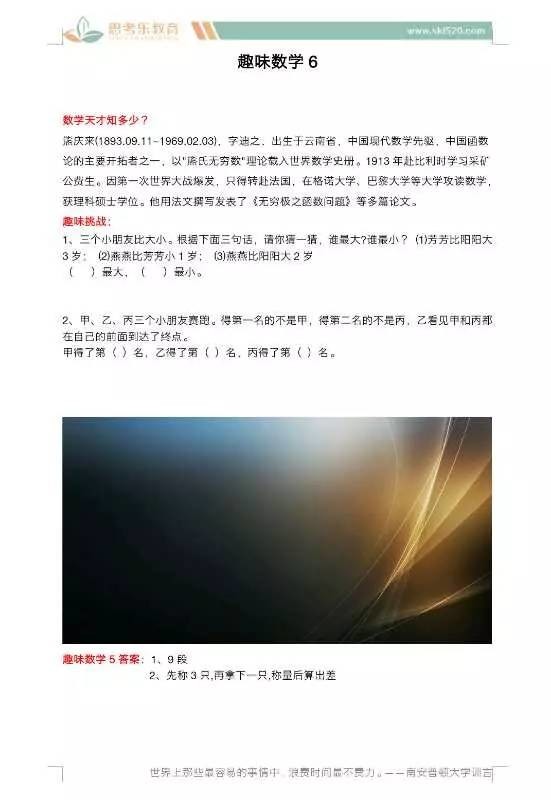 思考乐教育
www.skl520.com
趣味数学 6
数学天才知多少？
熊庆来(1893.09.11-1969.02.03)，字迪之，出生于云南省，中国现代数学先驱，中国函数
论的主要开拓者之一，以"熊氏无穷数"理论载入世界数学史册。1913 年赴比利时学习采矿
公费生。因第一次世界大战爆发，只得转赴法国，在格诺大学、巴黎大学等大学攻读数学，
获理科硕士学位。他用法文撰写发表了《无穷极之函数问题》等多篇论文。
趣味挑战：
1、三个小朋友比大小。根据下面三句话，请你猜一猜，谁最大?谁最小？ (1)芳芳比阳阳大
3 岁； (2)燕燕比芳芳小 1 岁； (3)燕燕比阳阳大 2 岁
（ ）最大，（ ）最小。
2、甲、乙、丙三个小朋友赛跑。得第一名的不是甲，得第二名的不是丙，乙看见甲和丙都
在自己的前面到达了终点。
甲得了第（ ）名，乙得了第（ ）名，丙得了第（ ）名。
趣味数学 5 答案：1、9 段
2、先称 3 只,再拿下一只,称量后算出差
世界上那些最容易的事情中，浪费时间最不费力。——南安普顿大学训言